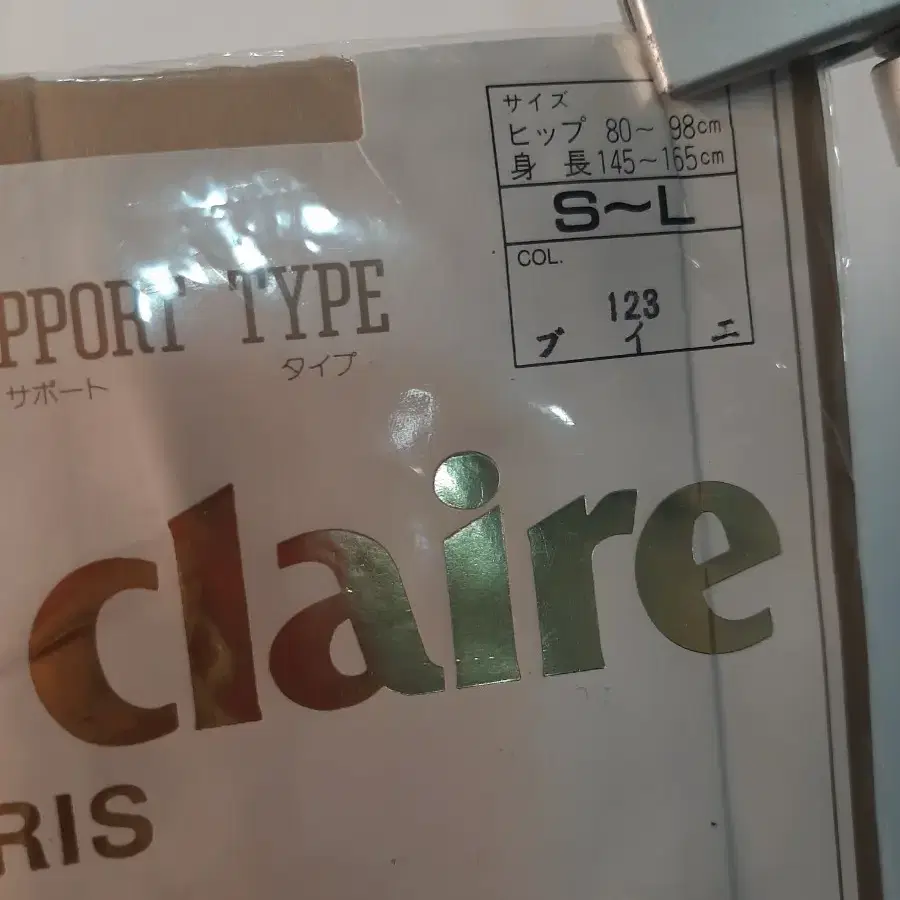 サイズ
ヒップ 80～ 98cm
身 長 145～165cm
S～L
COL.
123
ブ イ エ
PPORT TYPE
サポート タイプ
claire
RIS